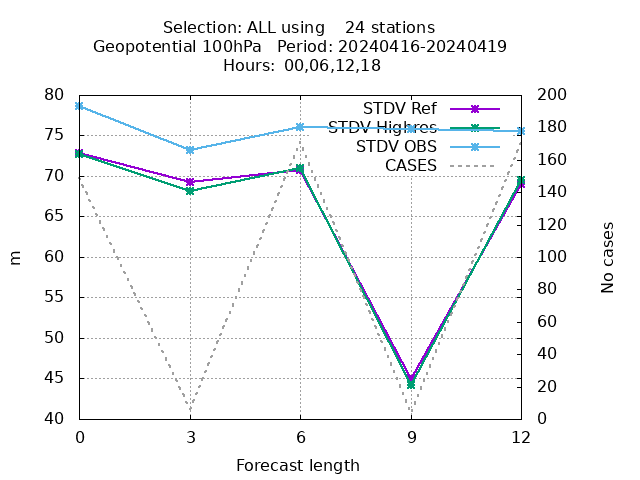 Selection: ALL using 24 stations
Geopotential 100hPa Period: 20240416-20240419
Hours: 00,06,12,18
80 200
STDV Ref
180
STDV Highres
75
STDV OBS
160
CASES
70
140
65
120
m
60
100
No cases
55
80
50
60
40
45
20
40 0
0 3 6 9 12
Forecast length